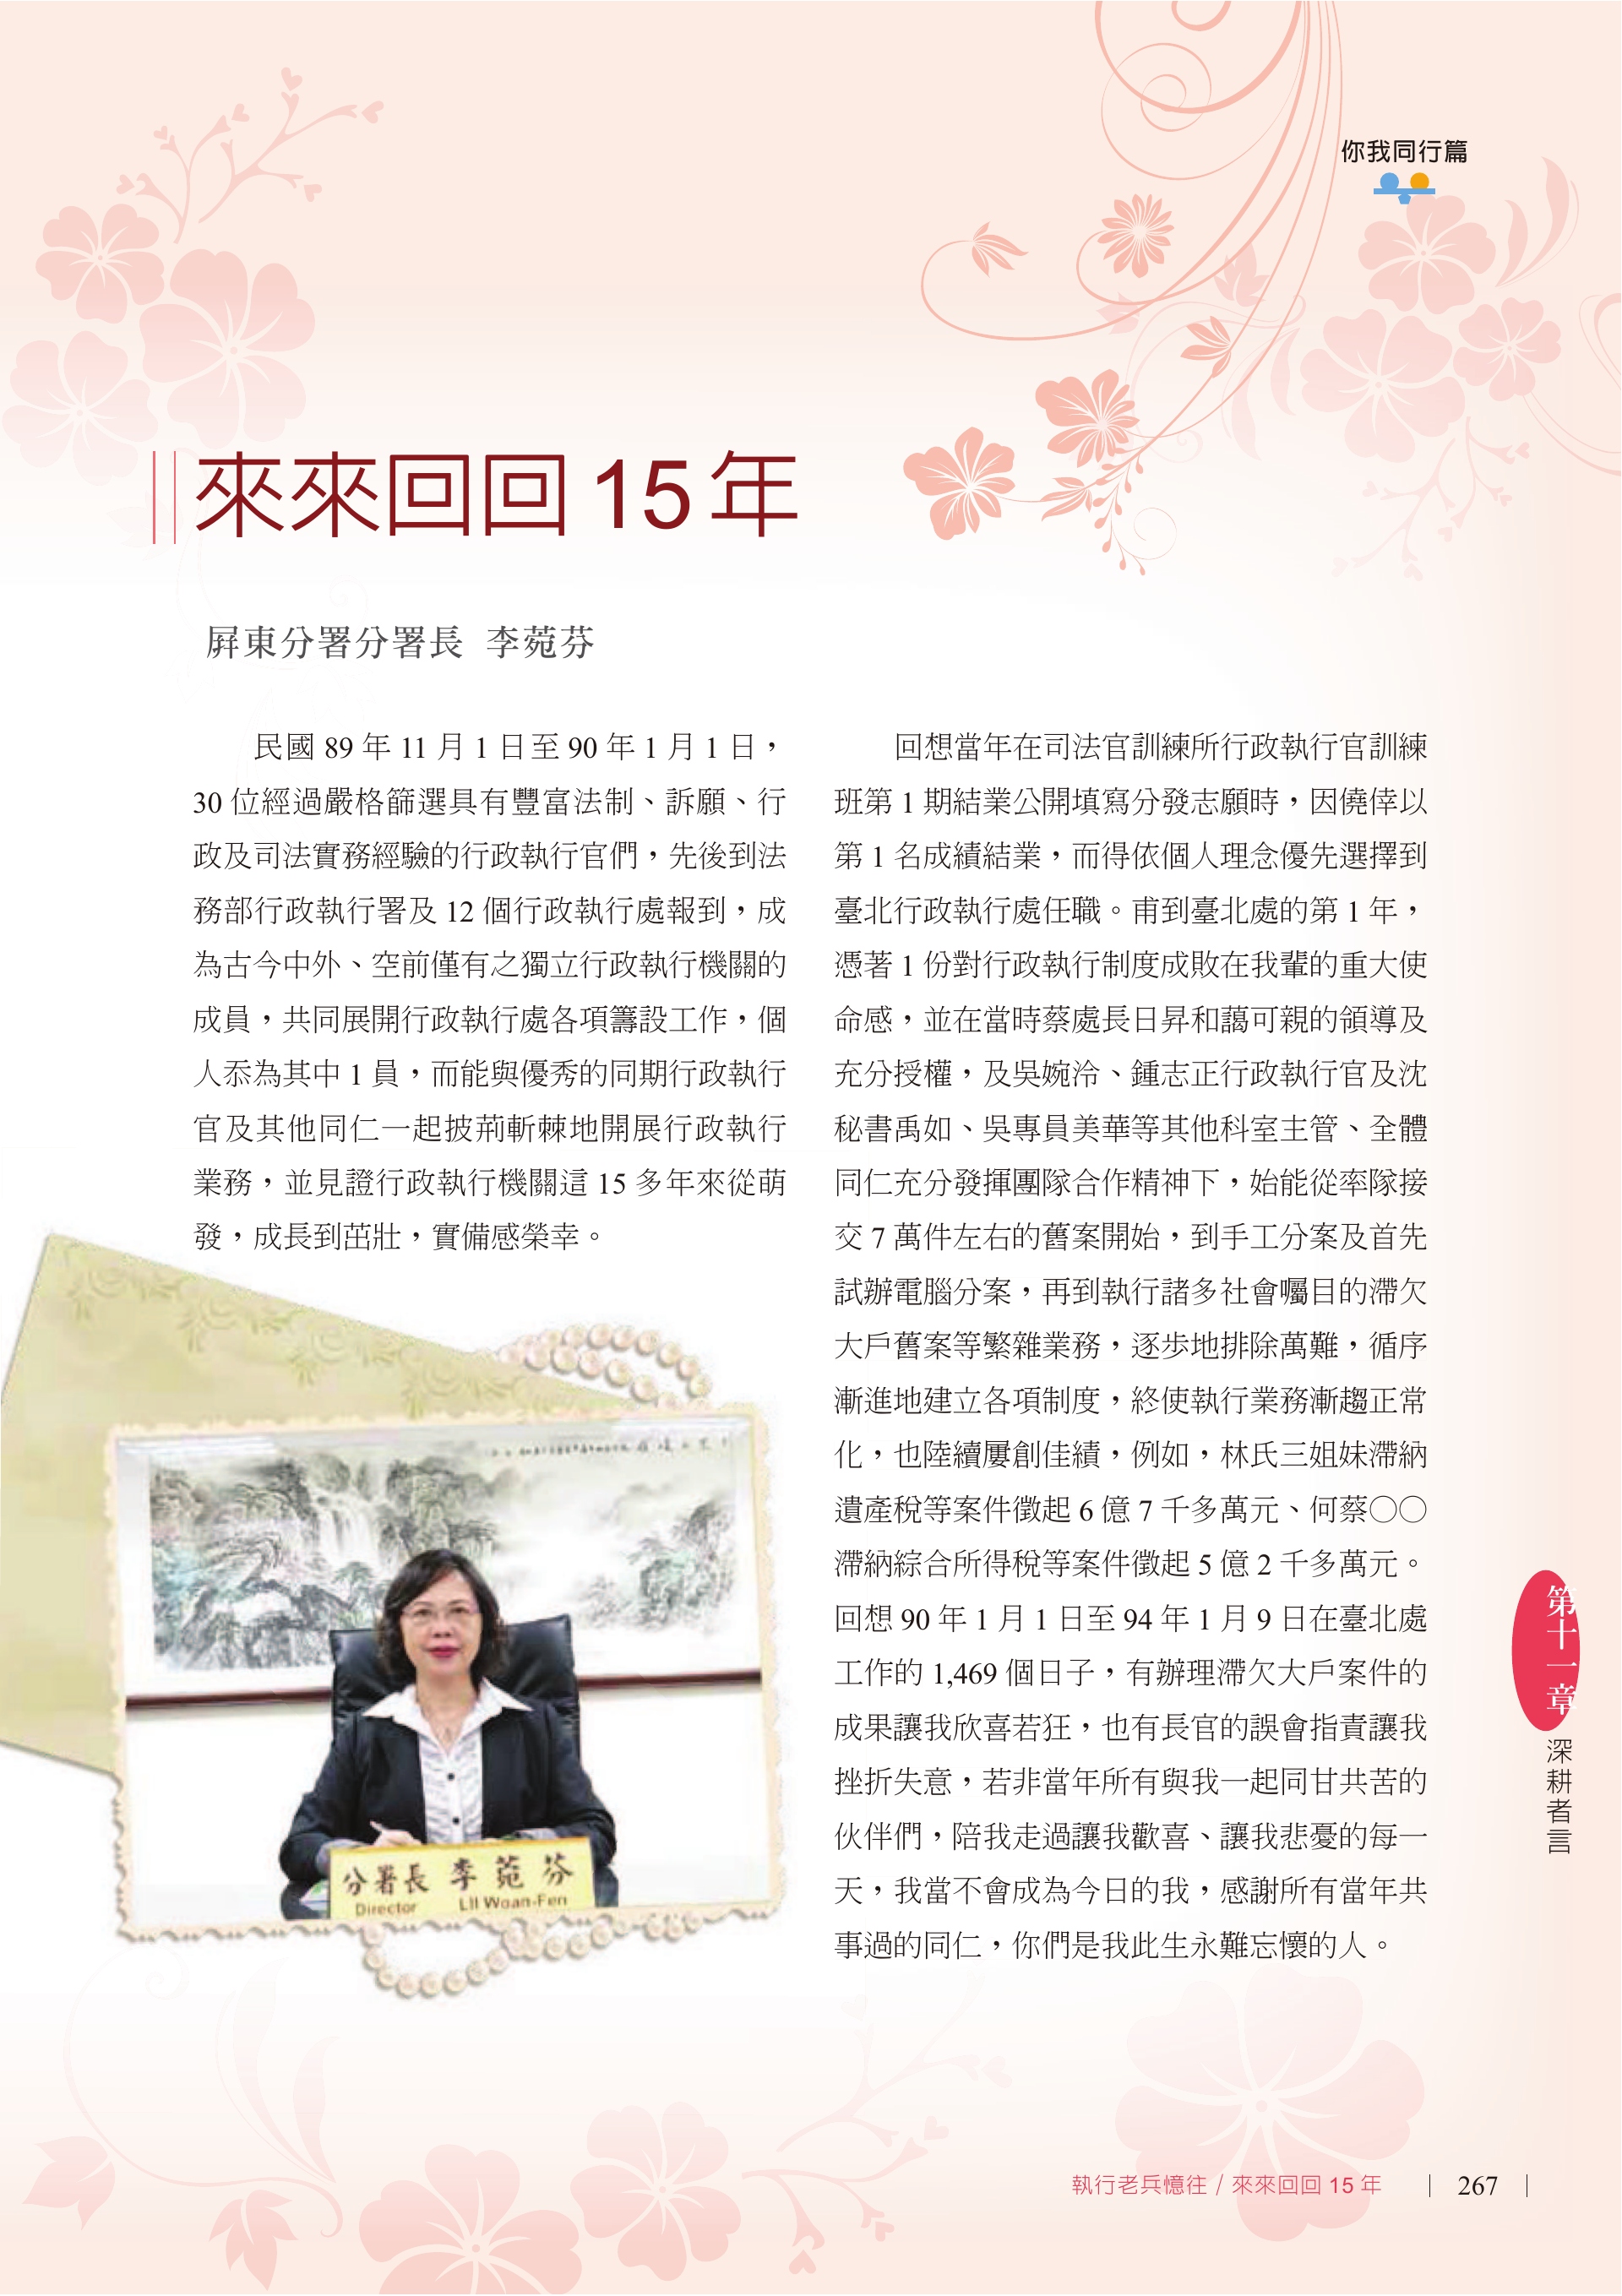 你我同行篇
來來回回 15 年
屏東分署分署長 李菀芬
民國 89 年 11 月 1 日至 90 年 1 月 1 日，
30 位經過嚴格篩選具有豐富法制、訴願、行
政及司法實務經驗的行政執行官們，先後到法
務部行政執行署及 12 個行政執行處報到，成
為古今中外、空前僅有之獨立行政執行機關的
成員，共同展開行政執行處各項籌設工作，個
人忝為其中 1 員，而能與優秀的同期行政執行
官及其他同仁一起披荊斬棘地開展行政執行
業務，並見證行政執行機關這 15 多年來從萌
發，成長到茁壯，實備感榮幸。
分署長 李菀芬
Director LII Woan-Fen
回想當年在司法官訓練所行政執行官訓練
班第 1 期結業公開填寫分發志願時，因僥倖以
第 1 名成績結業，而得依個人理念優先選擇到
臺北行政執行處任職。甫到臺北處的第 1 年，
憑著 1 份對行政執行制度成敗在我輩的重大使
命感，並在當時蔡處長日昇和藹可親的領導及
充分授權，及吳婉泠、鍾志正行政執行官及沈
秘書禹如、吳專員美華等其他科室主管、全體
同仁充分發揮團隊合作精神下，始能從率隊接
交 7 萬件左右的舊案開始，到手工分案及首先
試辦電腦分案，再到執行諸多社會囑目的滯欠
大戶舊案等繁雜業務，逐步地排除萬難，循序
漸進地建立各項制度，終使執行業務漸趨正常
化，也陸續屢創佳績，例如，林氏三姐妹滯納
遺產稅等案件徵起 6 億 7 千多萬元、何蔡○○
滯納綜合所得稅等案件徵起 5 億 2 千多萬元。
回想 90 年 1 月 1 日至 94 年 1 月 9 日在臺北處
工作的 1,469 個日子，有辦理滯欠大戶案件的
成果讓我欣喜若狂，也有長官的誤會指責讓我
挫折失意，若非當年所有與我一起同甘共苦的
伙伴們，陪我走過讓我歡喜、讓我悲憂的每一
天，我當不會成為今日的我，感謝所有當年共
事過的同仁，你們是我此生永難忘懷的人。
第十一章
深耕者言
執行老兵憶往 / 來來回回 15 年
267